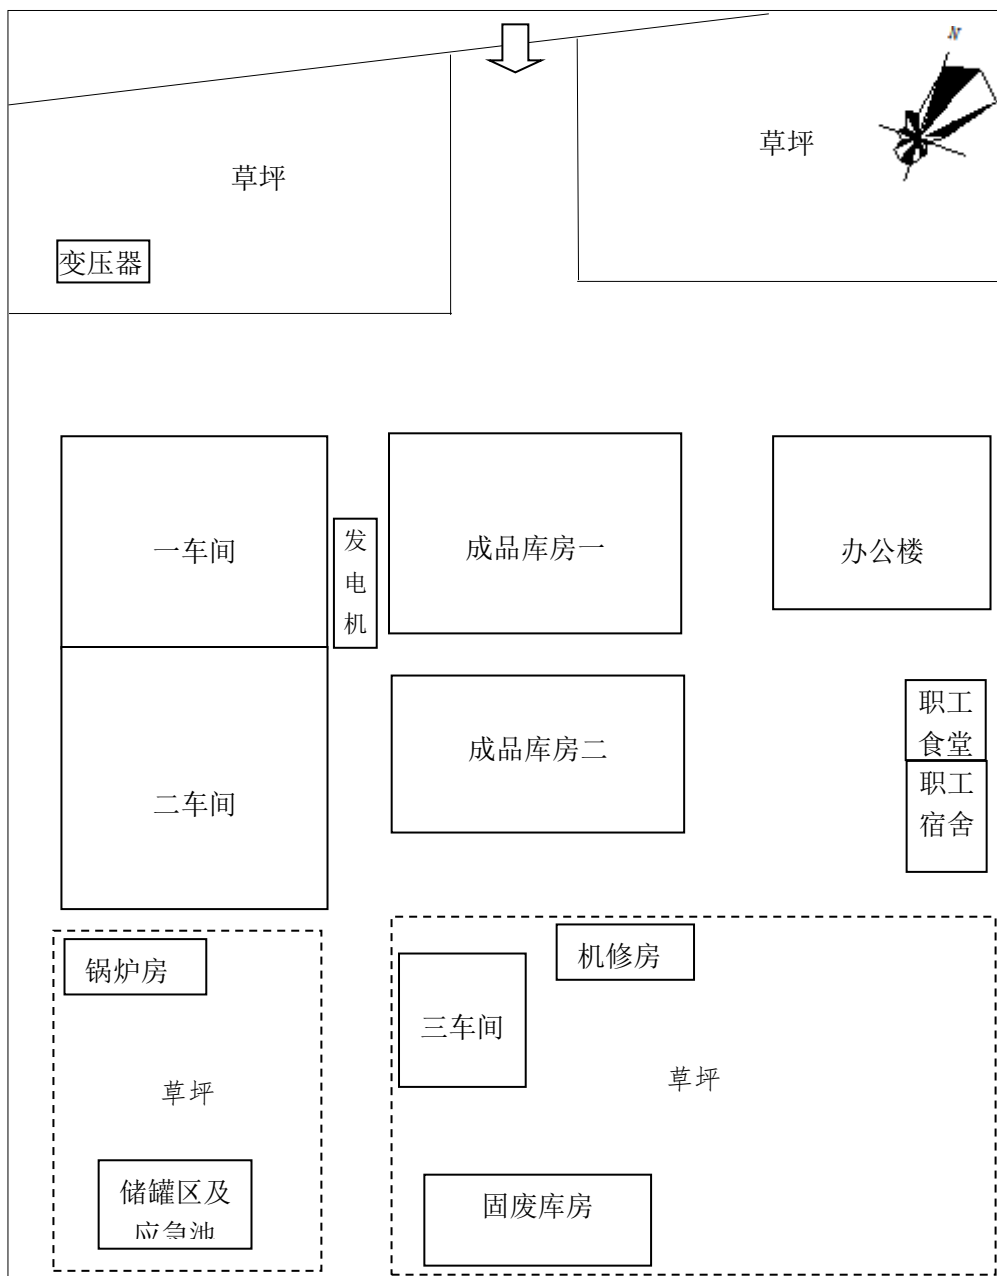 N
草坪
草坪
变压器
一车间
发
电
机
成品库房一
办公楼
二车间
成品库房二
职工
食堂
职工
宿舍
锅炉房
机修房
三车间
草坪
草坪
储罐区及
应急池
固废库房